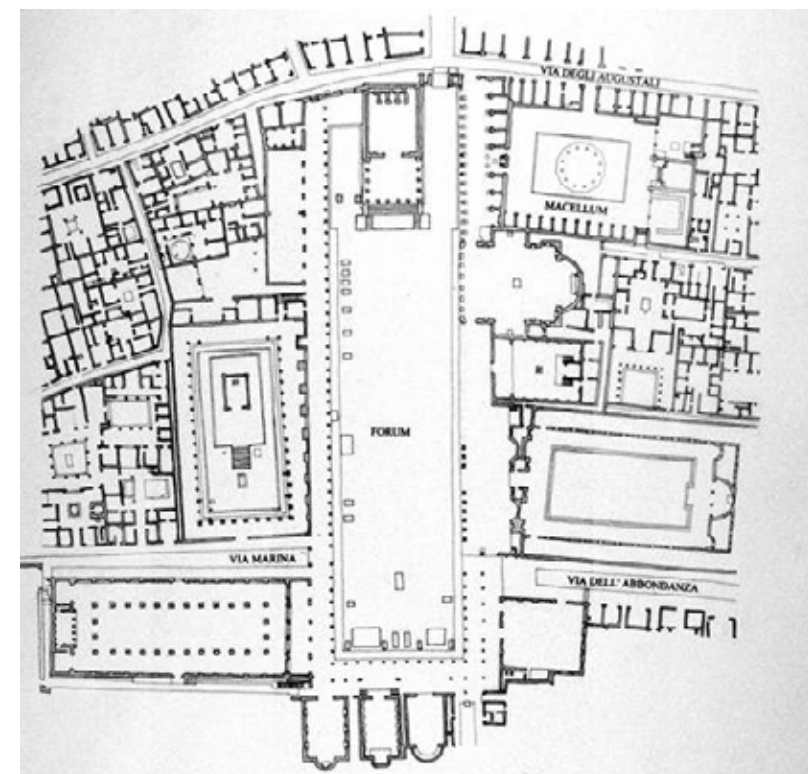 VIA DEGLI AUGUSTALI
MACELLUM
FORUM
VIA MARINA
VIA DELL' ABBONDANZA